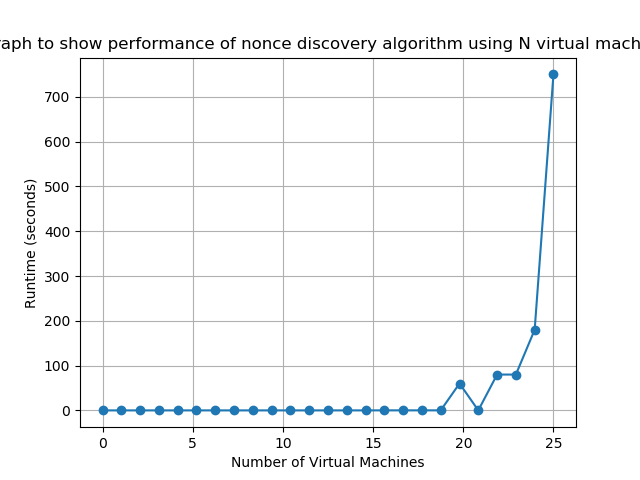 raph to show performance of nonce discovery algorithm using N virtual mach
700
600
500
400
300
200
100
0
Runtime (seconds)
0 5 10 15 20 25
Number of Virtual Machines